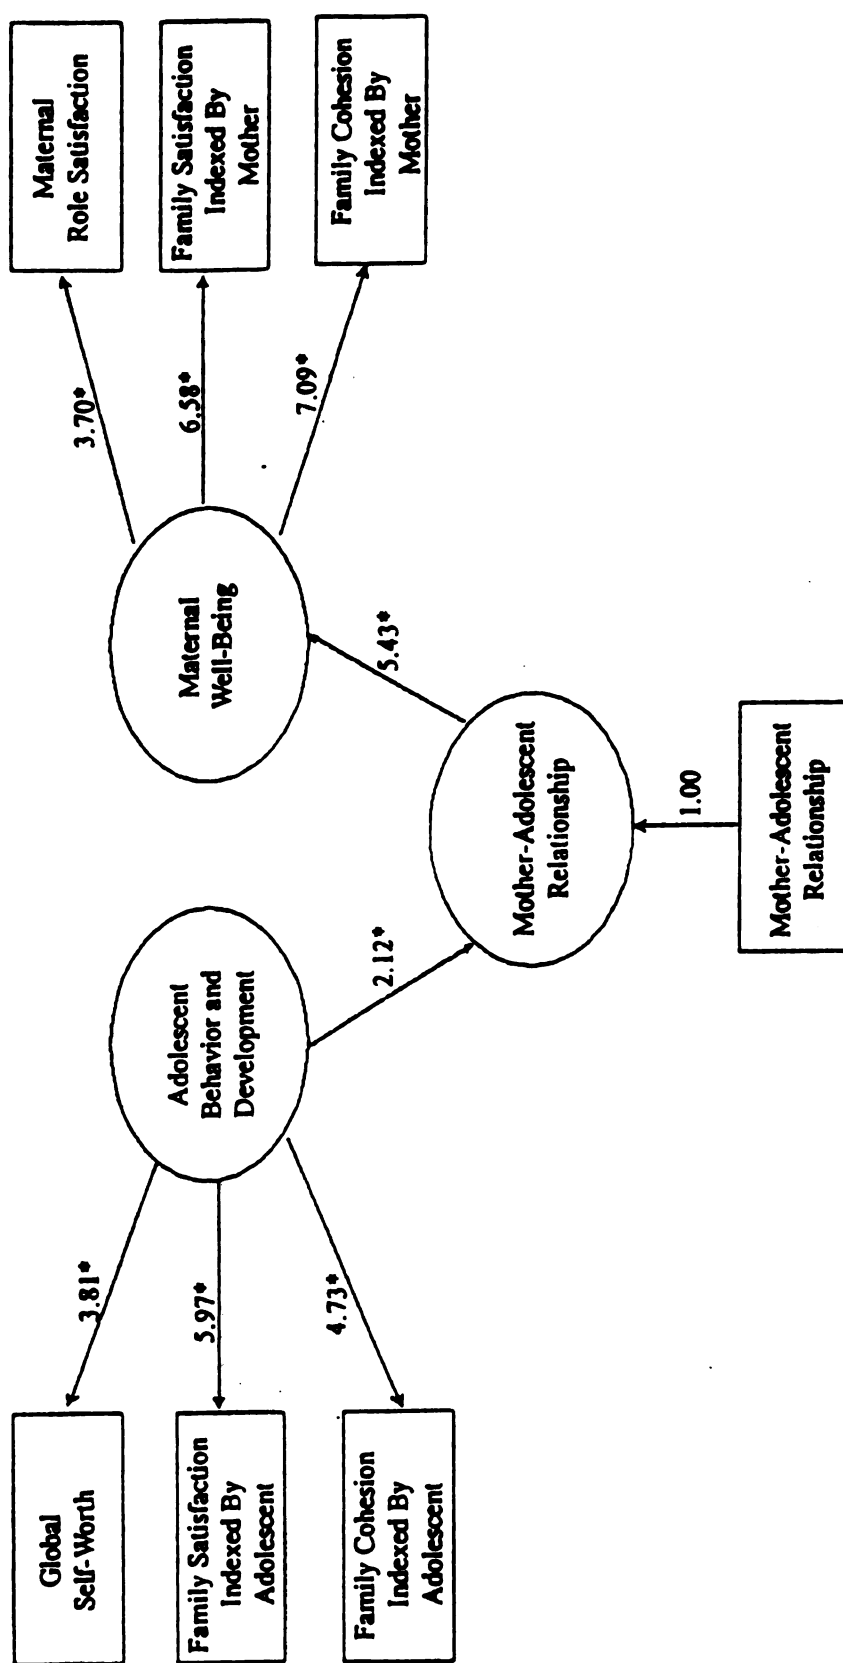 Global
Self-Worth
Family Satisfaction
Indexed By
Adolescent
Family Cohesion
Indexed By
Adolescent
3.81*
5.97*
4.73*
Adolescent
Behavior and
Development
2.12*
Mother-Adolescent
Relationship
1.00
Mother-Adolescent
Relationship
5.43*
Maternal
Well-Being
3.70*
6.58*
7.09*
Maternal
Role Satisfaction
Family Satisfaction
Indexed By
Mother
Family Cohesion
Indexed By
Mother